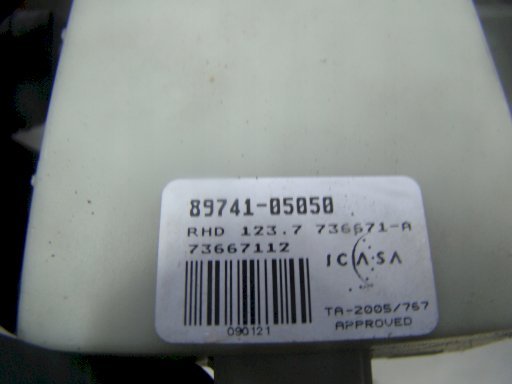 89741-05050
RHD 123.7 736671-A
73667112
ICASA
TA-2005/767
APPROVED
090121